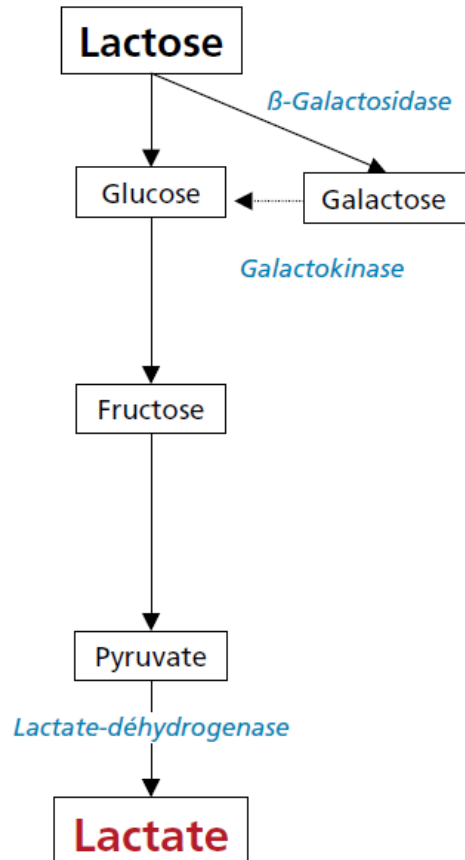 Lactose
ß-Galactosidase
Glucose
Galactose
Galactokinase
Fructose
Pyruvate
Lactate-déhydrogenase
Lactate